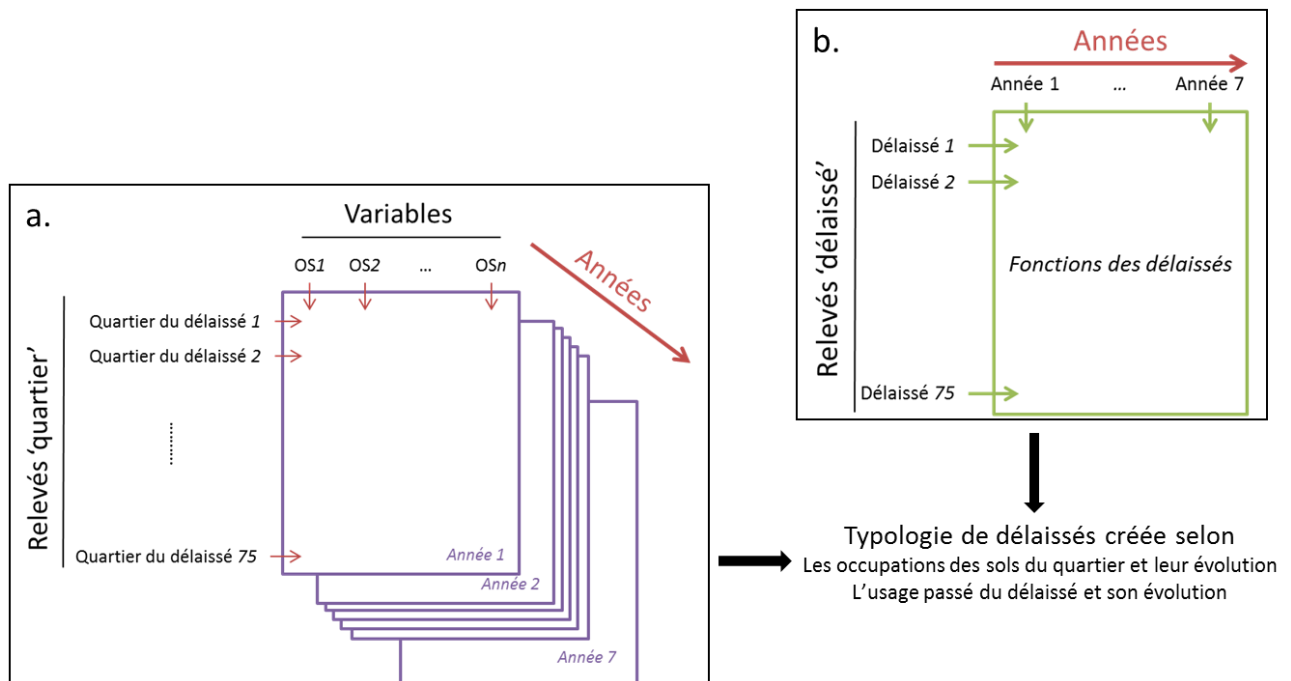 a.
Variables
OS1 OS2 ... OSn
Années
Relevés 'quartier'
Quartier du délaissé 1
Quartier du délaissé 2
Quartier du délaissé 75
Année 1
Année 2
Année 7
b.
Années
Année 1 ... Année 7
Relevés 'délaissé'
Délaissé 1
Délaissé 2
Fonctions des délaissés
Délaissé 75
Typologie de délaissés créée selon
Les occupations des sols du quartier et leur évolution
L'usage passé du délaissé et son évolution